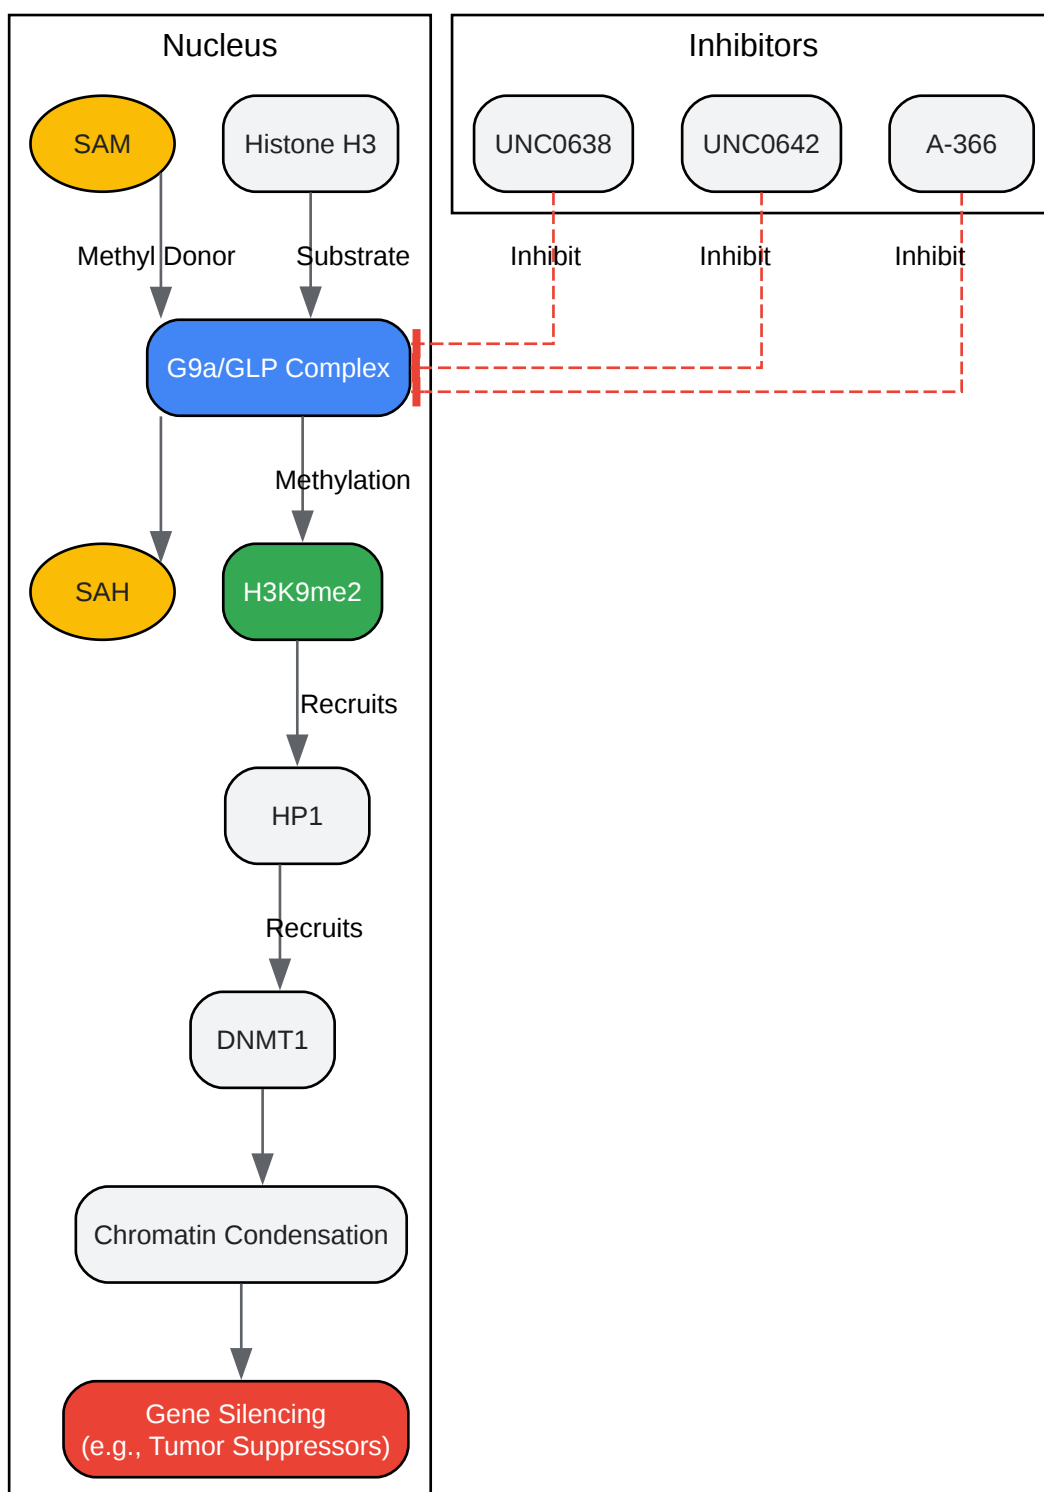 Nucleus
Inhibitors
SAM
Histone H3
UNC0638
UNC0642
A-366
Methyl Donor
Substrate
Inhibit
Inhibit
Inhibit
G9a/GLP Complex
Methylation
SAH
H3K9me2
Recruits
HP1
Recruits
DNMT1
Chromatin Condensation
Gene Silencing
(e.g., Tumor Suppressors)